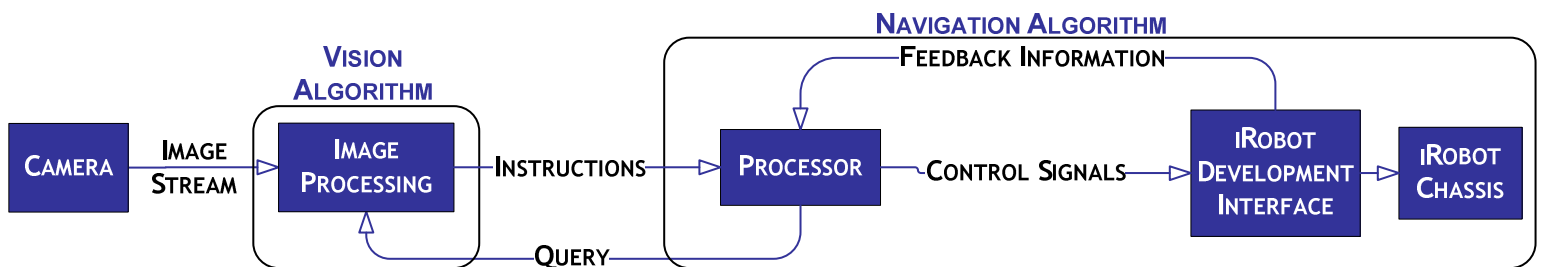 NAVIGATION ALGORITHM
VISION
ALGORITHM
FEEDBACK INFORMATION
CAMERA
IMAGE
STREAM
IMAGE
PROCESSING
INSTRUCTIONS
PROCESSOR
CONTROL SIGNALS
IROBOT
DEVELOPMENT
INTERFACE
IROBOT
CHASSIS
QUERY